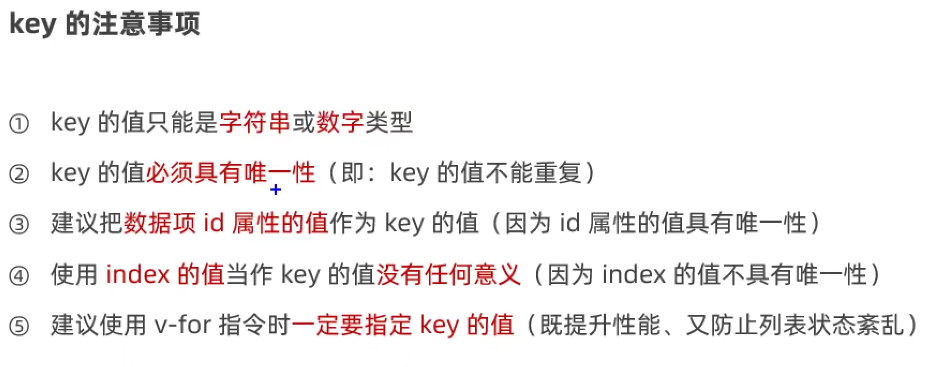 key 的注意事项
① key 的值只能是字符串或数字类型
② key 的值必须具有唯一性（即：key 的值不能重复）
③ 建议把数据项 id 属性的值作为 key 的值（因为 id 属性的值具有唯一性）
④ 使用 index 的值当作 key 的值没有任何意义（因为 index 的值不具有唯一性）
⑤ 建议使用 v-for 指令时一定要指定 key 的值（既提升性能、又防止列表状态紊乱）